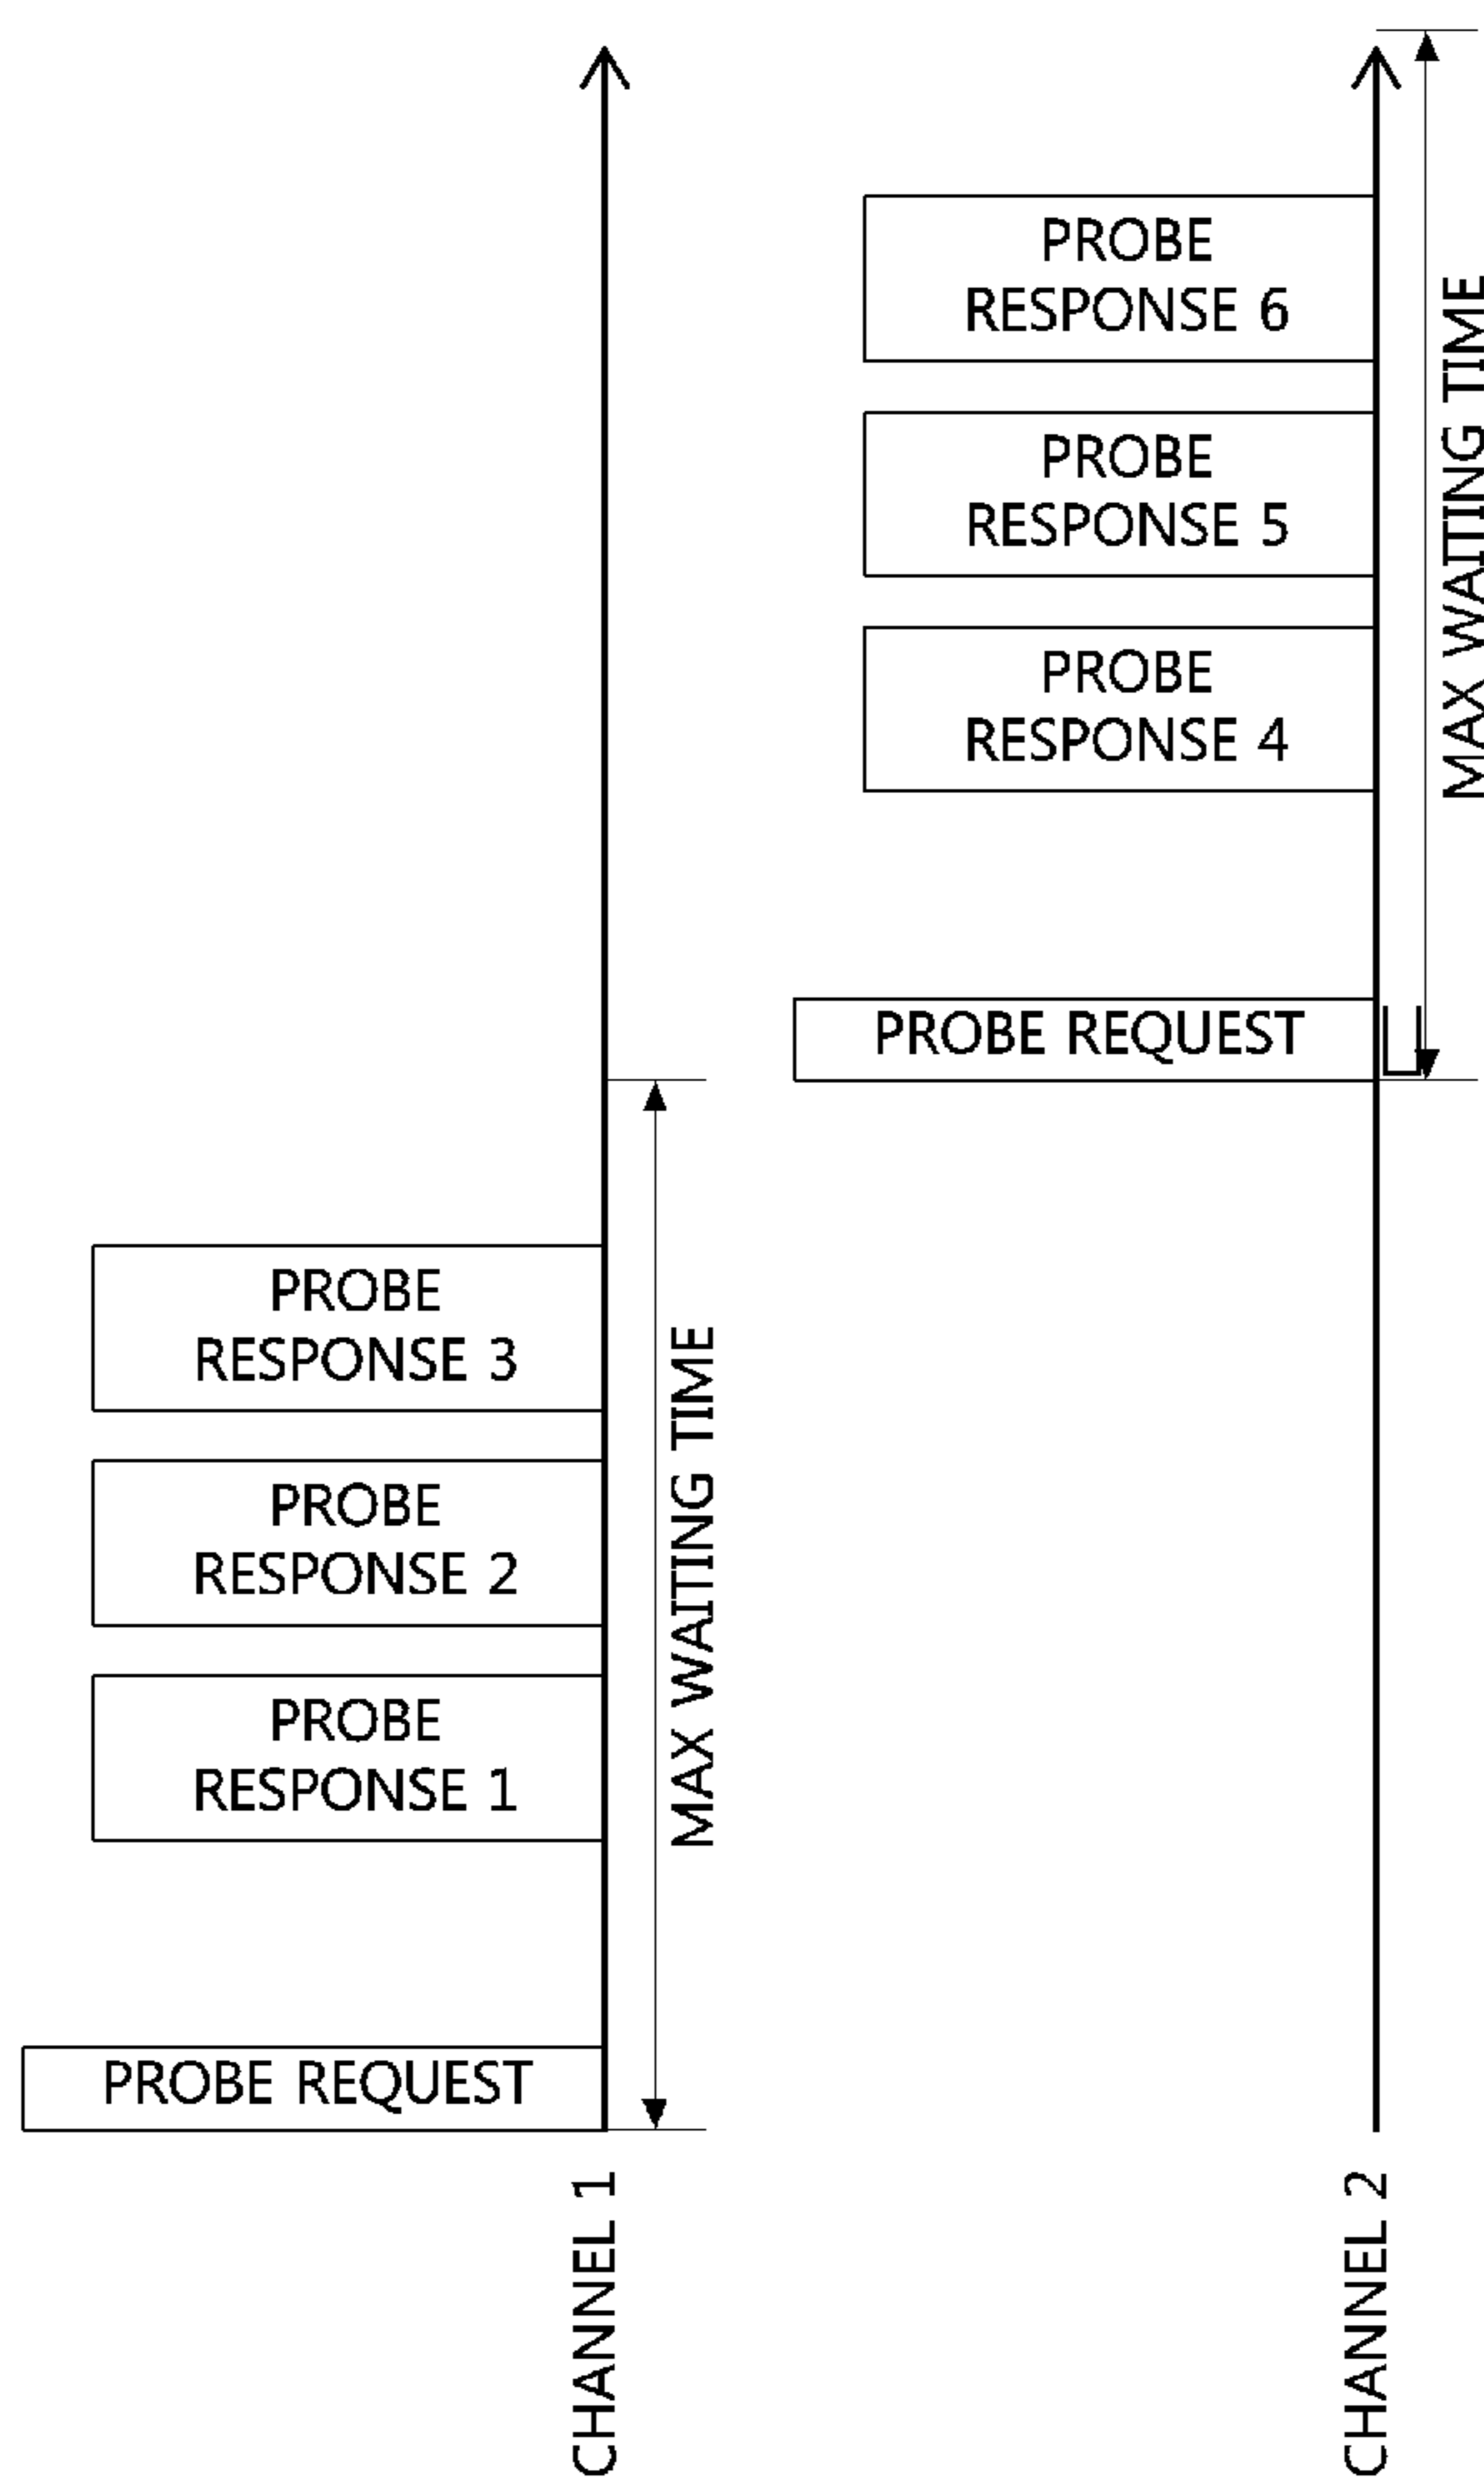 PROBE
RESPONSE 6
PROBE
RESPONSE 5
PROBE
RESPONSE 4
PROBE REQUEST
MAX WAITING TIME
CHANNEL 2
PROBE
RESPONSE 3
PROBE
RESPONSE 2
PROBE
RESPONSE 1
PROBE REQUEST
MAX WAITING TIME
CHANNEL 1